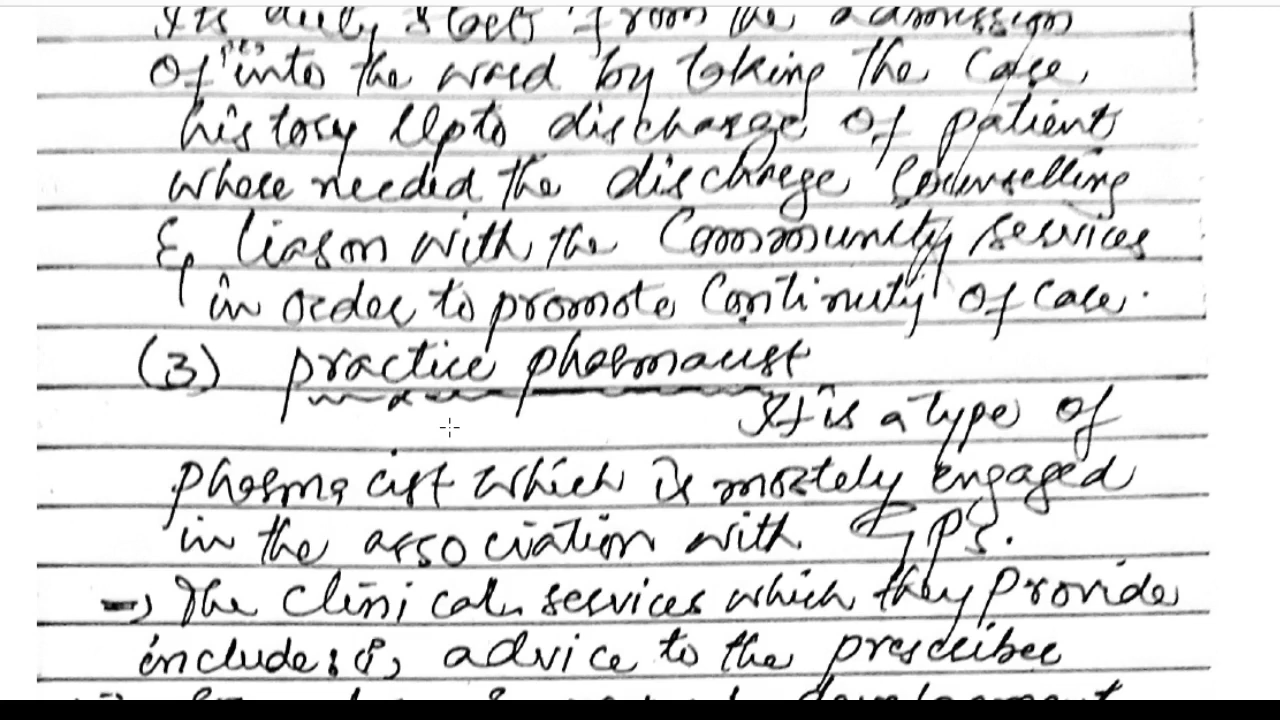 Its duty starts from the admission
of pts into the ward by taking the case
history upto discharge of patient
where needed the discharge counselling
& liason with the Community services
in order to promote Continuity of care.
(3) practice pharmacist
It is a type of
pharmacist which is mostely engaged
in the association with GPs.
→ The clinical services which they provide
include: i, advice to the prescriber